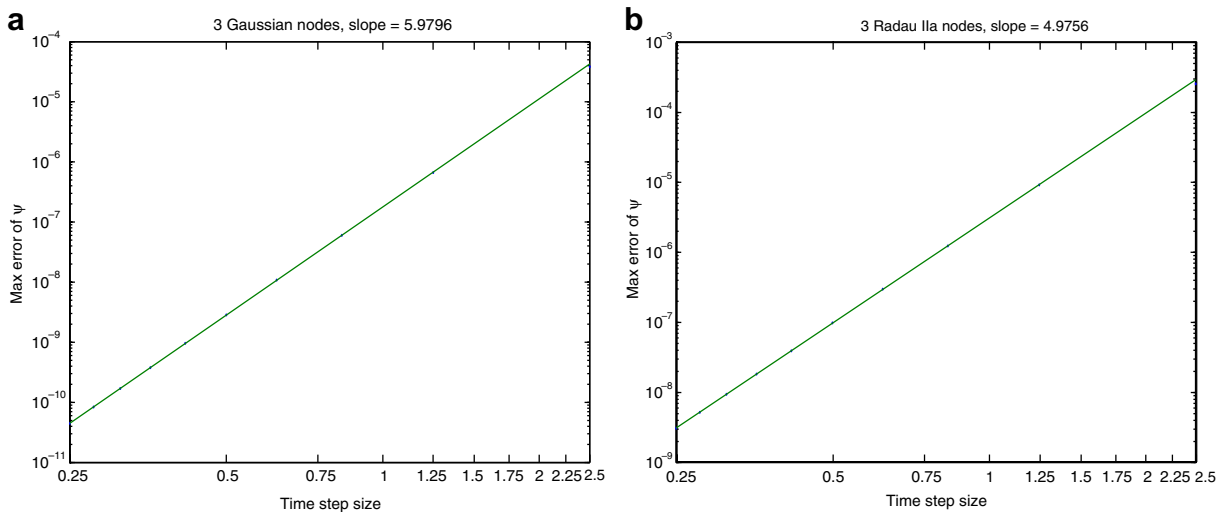 a
3 Gaussian nodes, slope = 5.9796
10⁻⁴
10⁻⁵
10⁻⁶
10⁻⁷
10⁻⁸
10⁻⁹
10⁻¹⁰
10⁻¹¹
Max error of ψ
0.25 0.5 0.75 1 1.25 1.5 1.75 2 2.25 2.5
Time step size
b
3 Radau IIa nodes, slope = 4.9756
10⁻³
10⁻⁴
10⁻⁵
10⁻⁶
10⁻⁷
10⁻⁸
10⁻⁹
Max error of ψ
0.25 0.5 0.75 1 1.25 1.5 1.75 2 2.25 2.5
Time step size